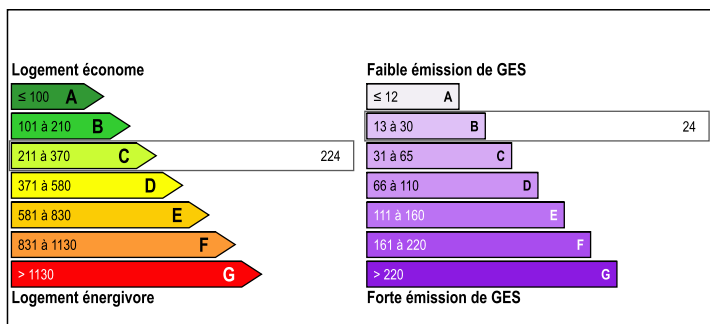 Logement économe
≤ 100 A
101 à 210 B
211 à 370 C 224
371 à 580 D
581 à 830 E
831 à 1130 F
> 1130 G
Logement énergivore
Faible émission de GES
≤ 12 A
13 à 30 B 24
31 à 65 C
66 à 110 D
111 à 160 E
161 à 220 F
> 220 G
Forte émission de GES